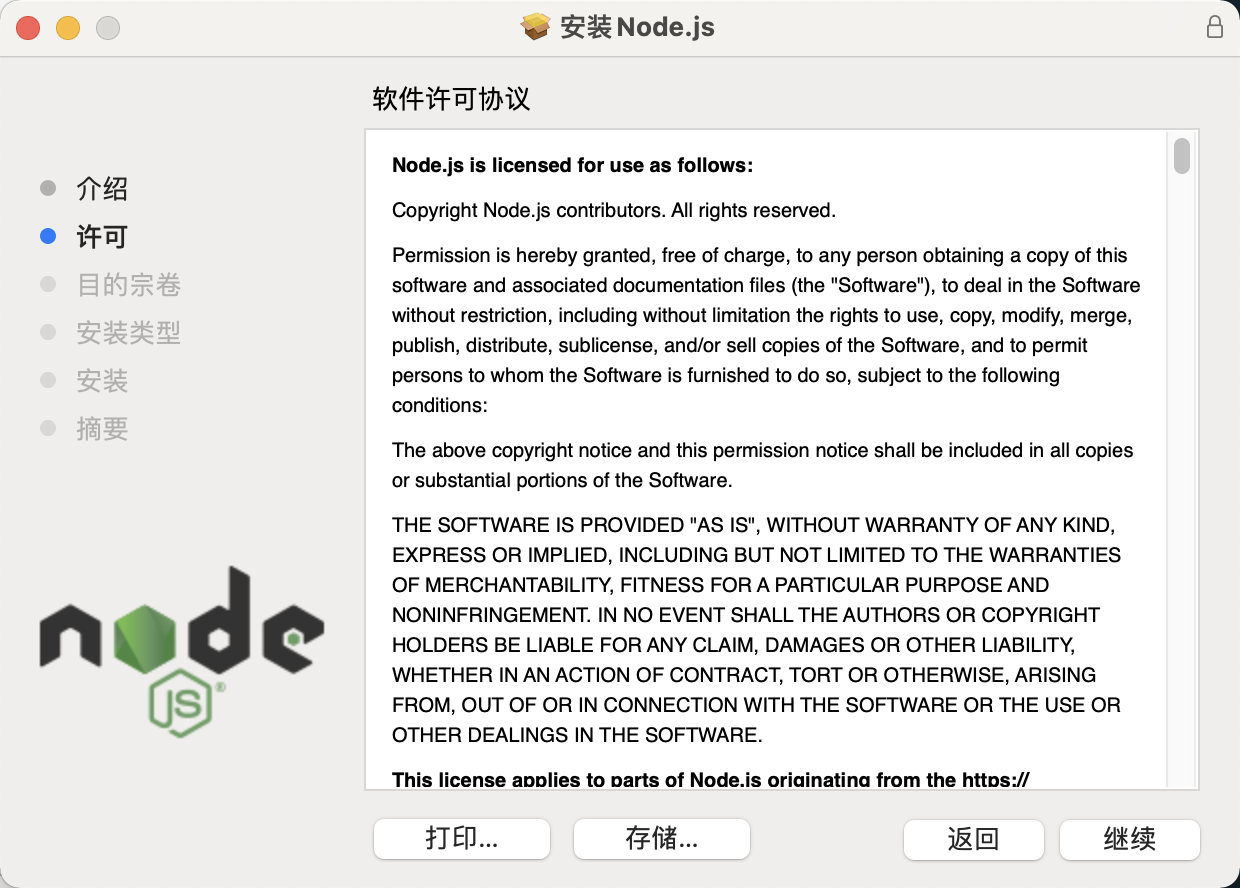 安装Node.js
软件许可协议
介绍
许可
目的宗卷
安装类型
安装
摘要
node
JS®
Node.js is licensed for use as follows:
Copyright Node.js contributors. All rights reserved.
Permission is hereby granted, free of charge, to any person obtaining a copy of this
software and associated documentation files (the "Software"), to deal in the Software
without restriction, including without limitation the rights to use, copy, modify, merge,
publish, distribute, sublicense, and/or sell copies of the Software, and to permit
persons to whom the Software is furnished to do so, subject to the following
conditions:
The above copyright notice and this permission notice shall be included in all copies
or substantial portions of the Software.
THE SOFTWARE IS PROVIDED "AS IS", WITHOUT WARRANTY OF ANY KIND,
EXPRESS OR IMPLIED, INCLUDING BUT NOT LIMITED TO THE WARRANTIES
OF MERCHANTABILITY, FITNESS FOR A PARTICULAR PURPOSE AND
NONINFRINGEMENT. IN NO EVENT SHALL THE AUTHORS OR COPYRIGHT
HOLDERS BE LIABLE FOR ANY CLAIM, DAMAGES OR OTHER LIABILITY,
WHETHER IN AN ACTION OF CONTRACT, TORT OR OTHERWISE, ARISING
FROM, OUT OF OR IN CONNECTION WITH THE SOFTWARE OR THE USE OR
OTHER DEALINGS IN THE SOFTWARE.
This license applies to parts of Node.js originating from the https://
打印...
存储...
返回
继续